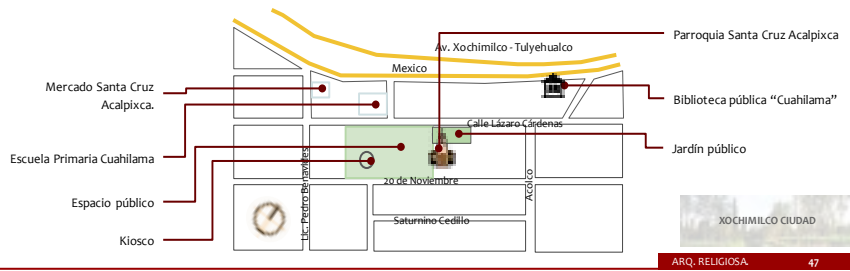 Parroquia Santa Cruz Acalpixca
Av. Xochimilco - Tulyehualco
Mexico
Mercado Santa Cruz
Acalpixca.
Biblioteca pública “Cuahilama”
Calle Lázaro Cárdenas
Escuela Primaria Cuahilama
Jardín público
Lic. Pedro Benavides
20 de Noviembre
Acolco
Espacio público
Saturnino Cedillo
XOCHIMILCO CIUDAD
Kiosco
ARQ. RELIGIOSA. 47